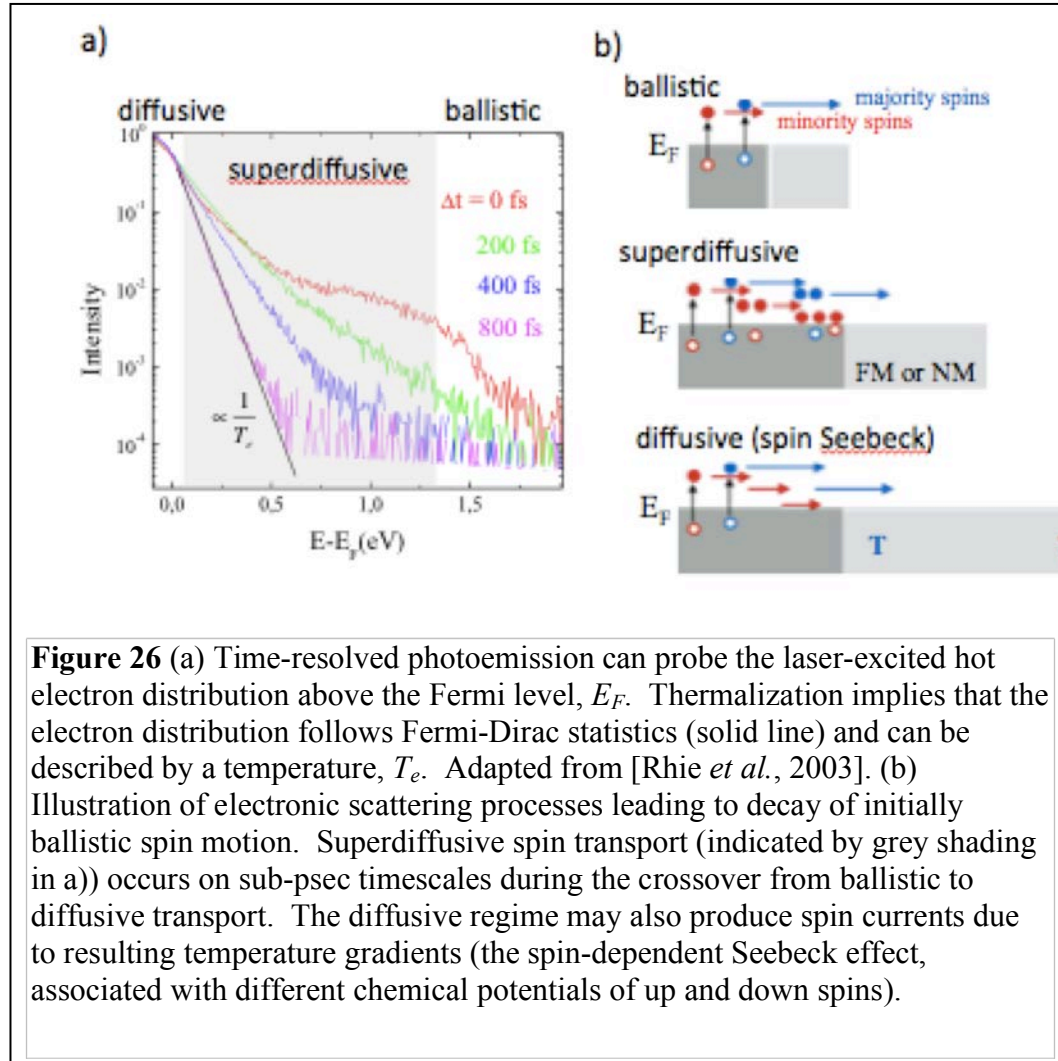 a)
diffusive
ballistic
superdiffusive
10⁰
10⁻¹
10⁻²
10⁻³
10⁻⁴
Intensity
Δt = 0 fs
200 fs
400 fs
800 fs
∝ 1/Tₑ
0,0
0,5
1,0
1,5
E-E_F(eV)
b)
ballistic
majority spins
minority spins
E_F
superdiffusive
E_F
FM or NM
diffusive (spin Seebeck)
E_F
T
Figure 26 (a) Time-resolved photoemission can probe the laser-excited hot
electron distribution above the Fermi level, E_F. Thermalization implies that the
electron distribution follows Fermi-Dirac statistics (solid line) and can be
described by a temperature, Tₑ. Adapted from [Rhie et al., 2003]. (b)
Illustration of electronic scattering processes leading to decay of initially
ballistic spin motion. Superdiffusive spin transport (indicated by grey shading
in a)) occurs on sub-psec timescales during the crossover from ballistic to
diffusive transport. The diffusive regime may also produce spin currents due
to resulting temperature gradients (the spin-dependent Seebeck effect,
associated with different chemical potentials of up and down spins).